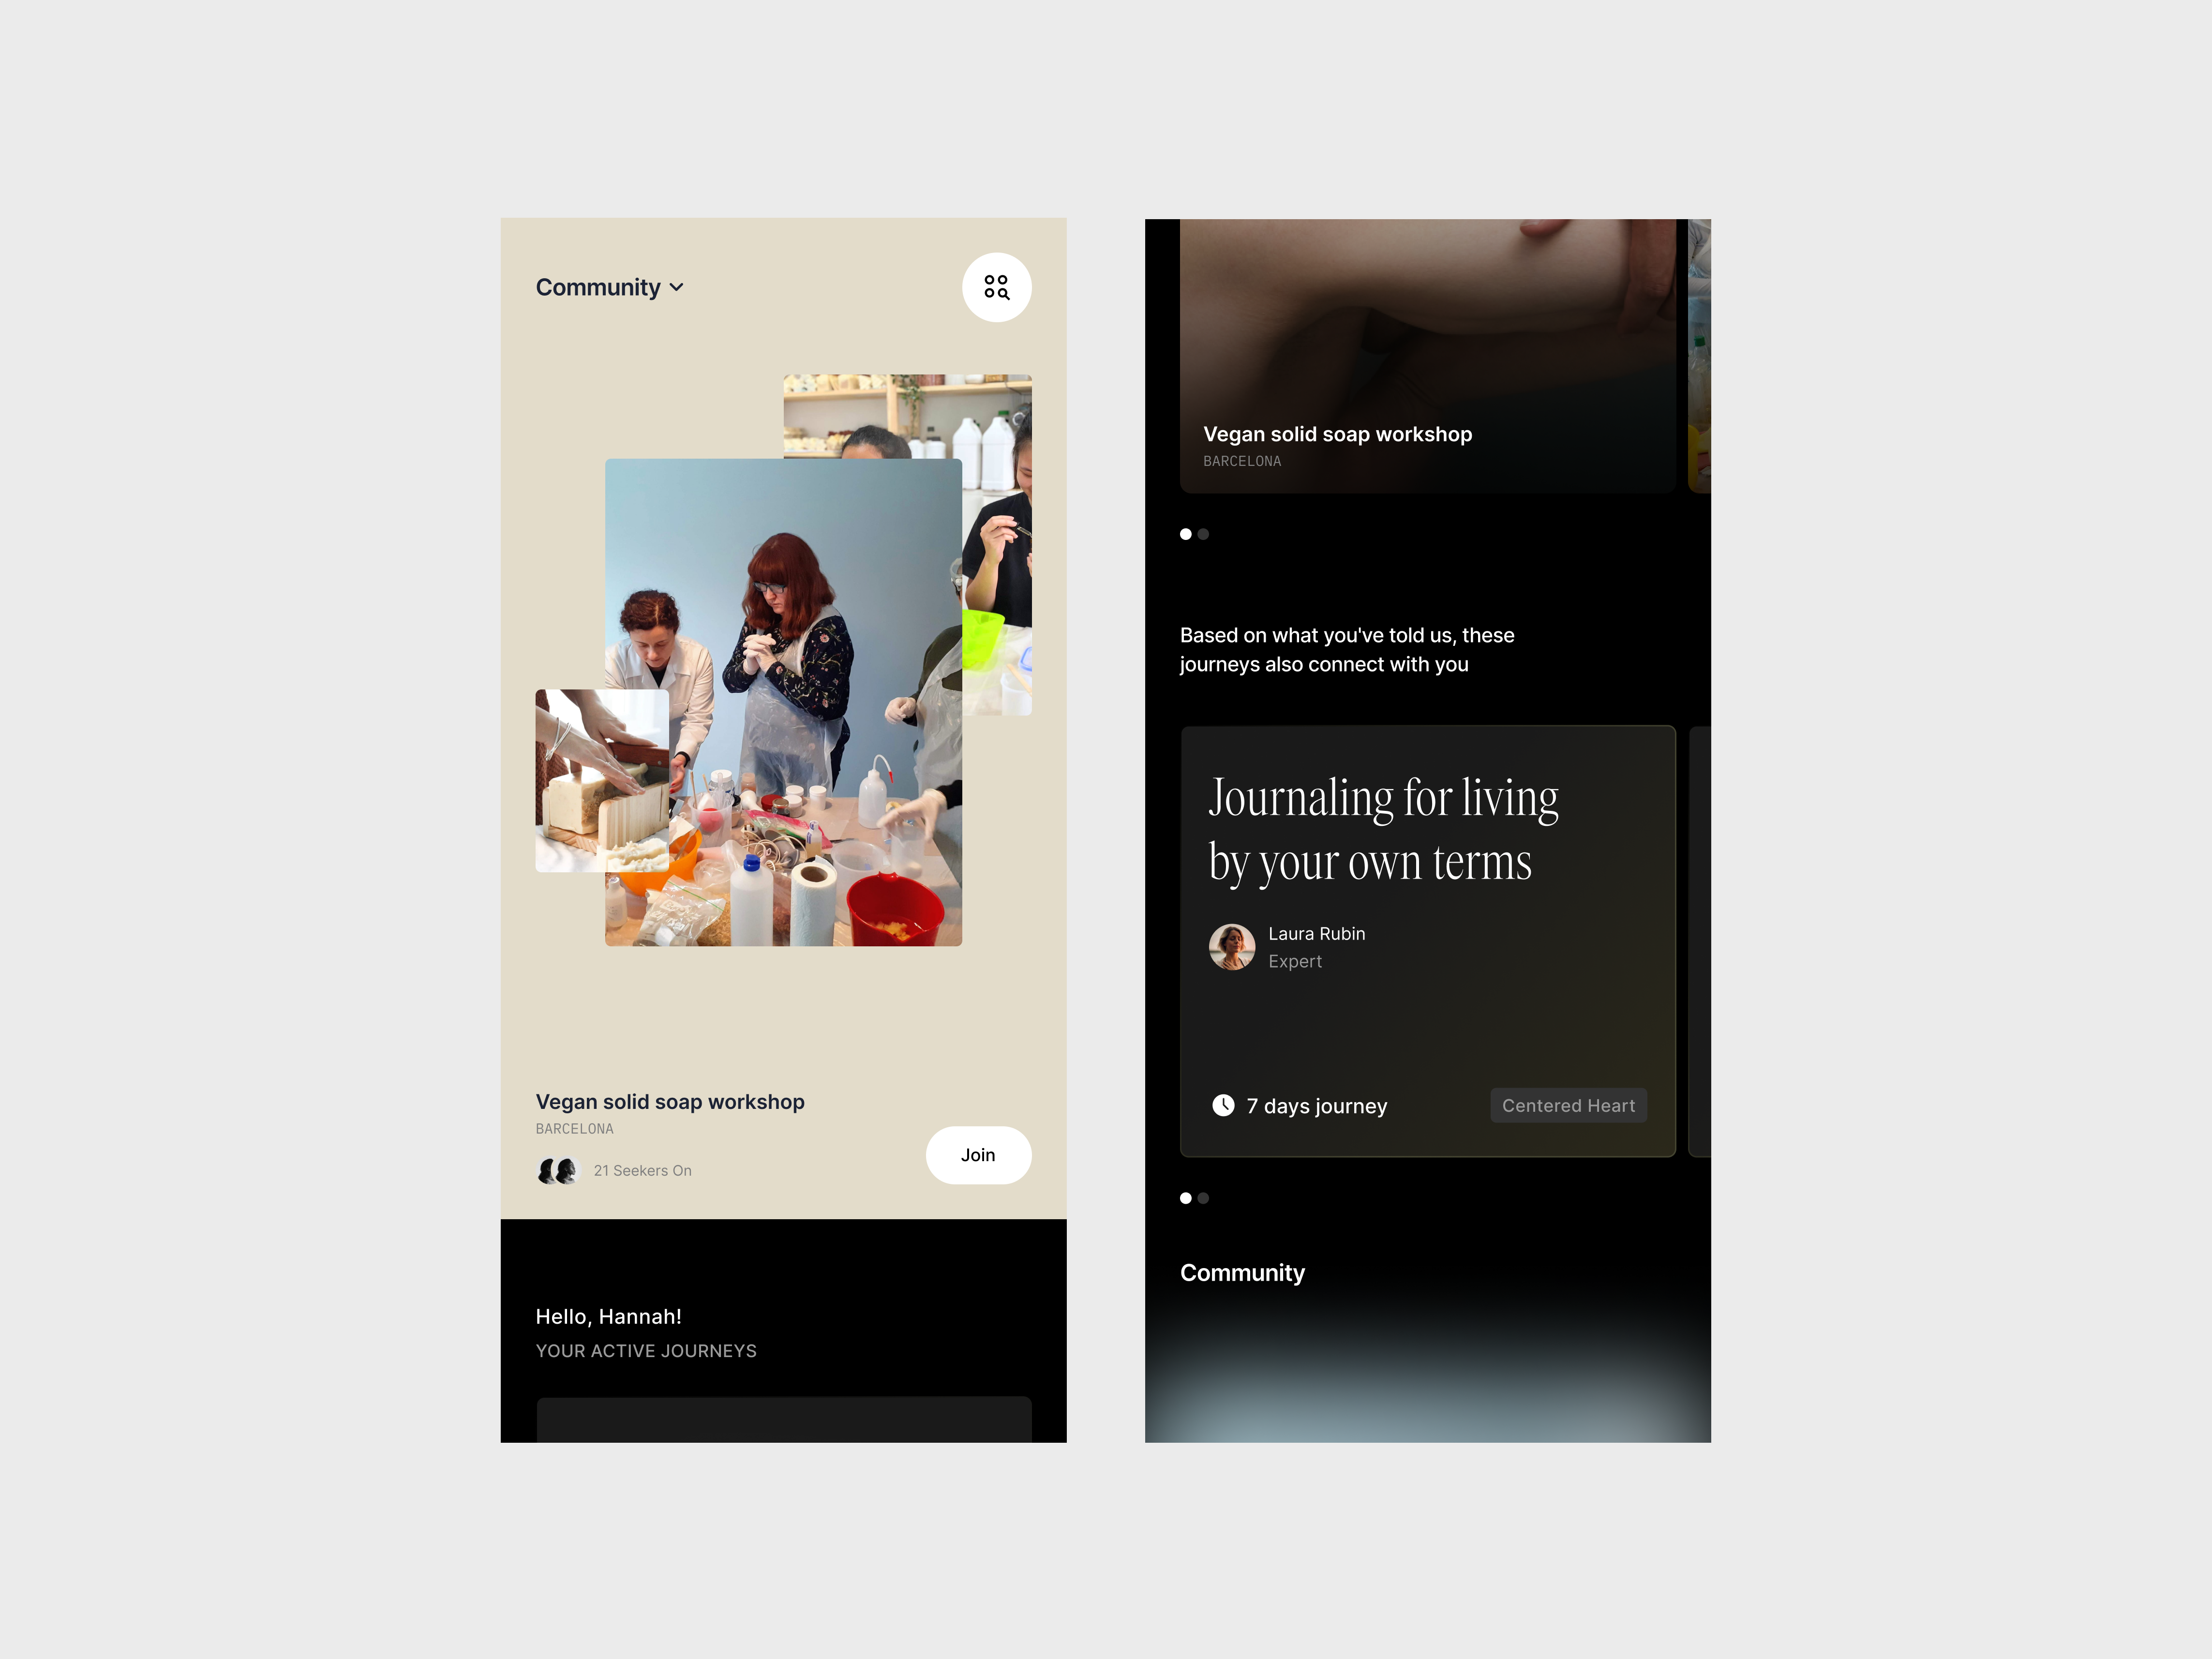 Community
Vegan solid soap workshop
BARCELONA
21 Seekers On
Join
Hello, Hannah!
YOUR ACTIVE JOURNEYS
Vegan solid soap workshop
BARCELONA
Based on what you've told us, these
journeys also connect with you
Journaling for living
by your own terms
Laura Rubin
Expert
7 days journey
Centered Heart
Community